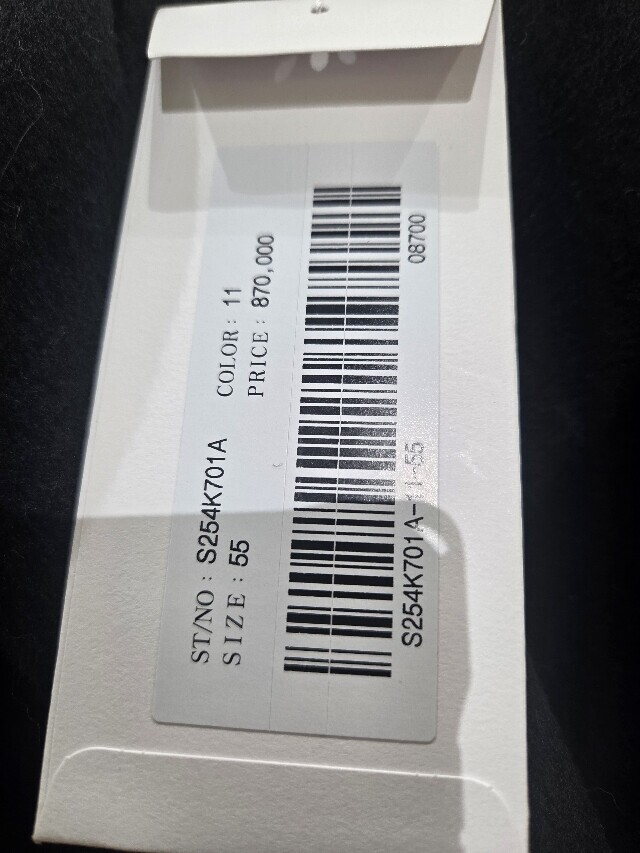 ST/NO : S254K701A COLOR : 11
SIZE : 55 PRICE : 870,000
S254K701A-11-55 08700